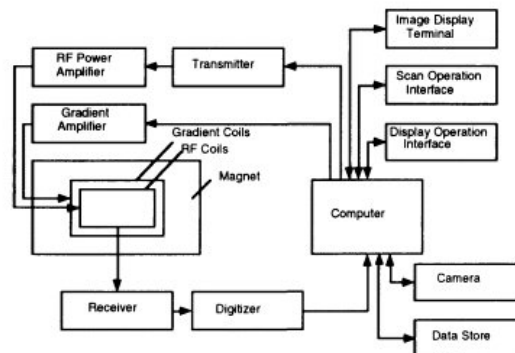 Image Display
Terminal
RF Power
Amplifier
Transmitter
Scan Operation
Interface
Gradient
Amplifier
Gradient Coils
RF Coils
Display Operation
Interface
Magnet
Computer
Camera
Receiver
Digitizer
Data Store